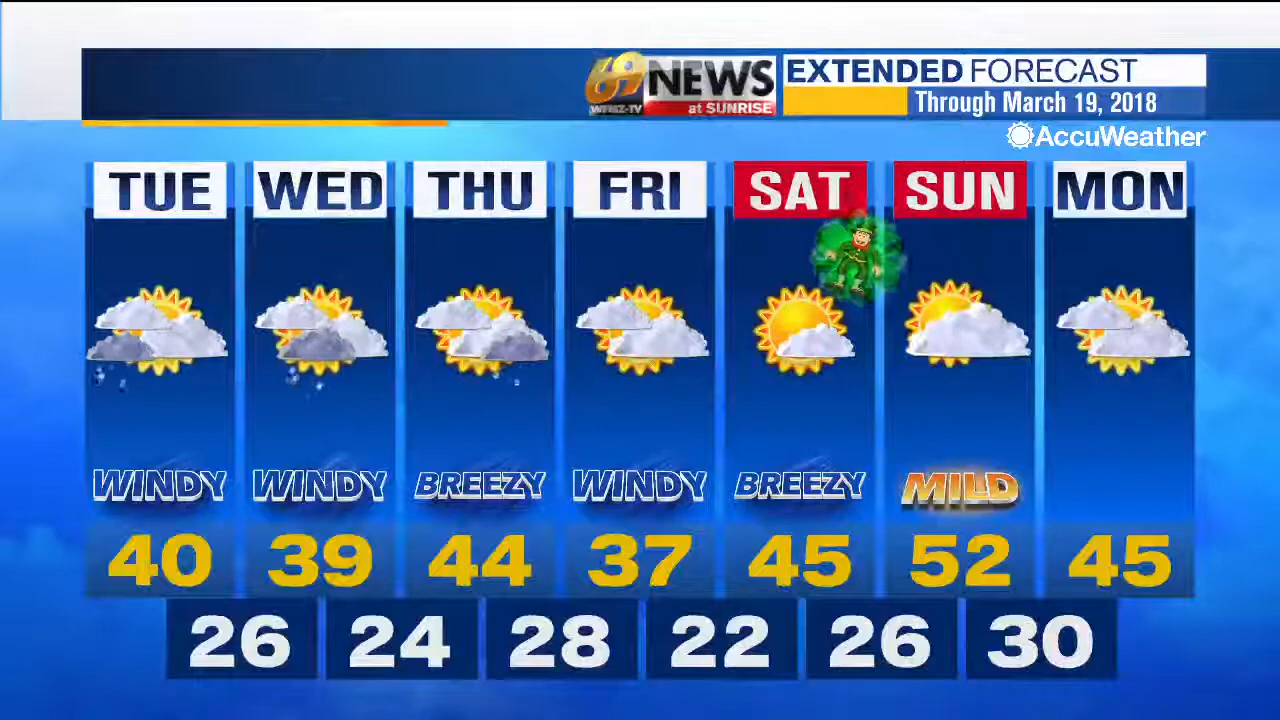 69 NEWS
WFMZ-TV at SUNRISE
EXTENDED FORECAST
Through March 19, 2018
AccuWeather
TUE WED THU FRI SAT SUN MON
WINDY WINDY BREEZY WINDY BREEZY MILD
40 39 44 37 45 52 45
26 24 28 22 26 30